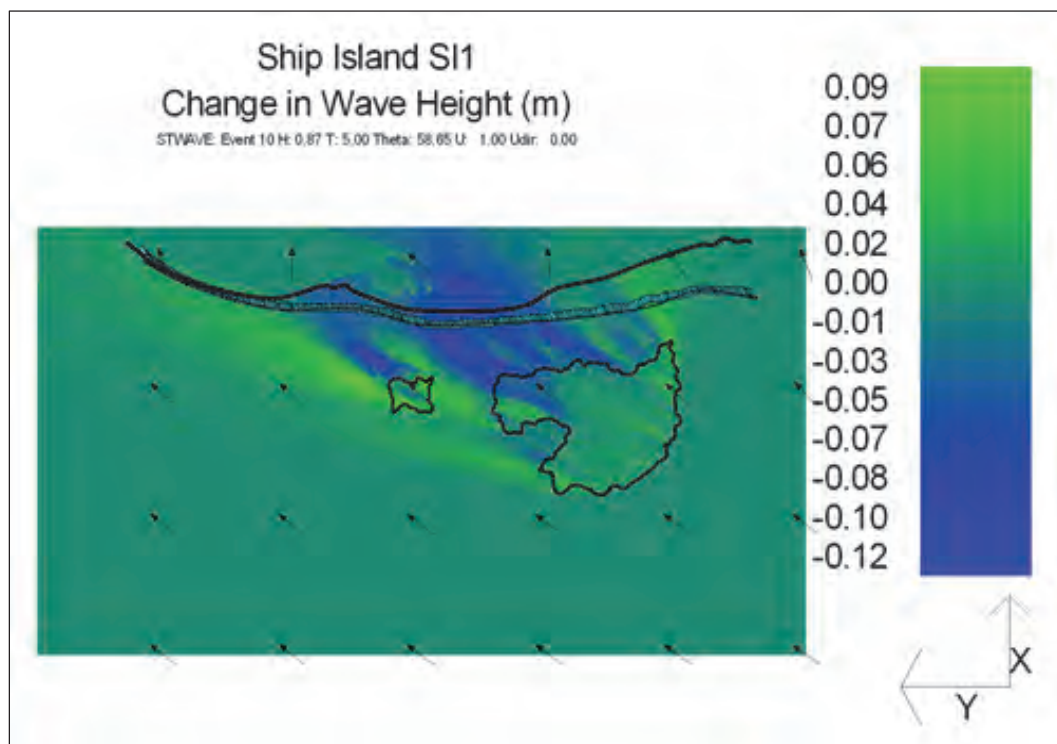 Ship Island SI1
Change in Wave Height (m)
STWAVE: Event 10 H: 0.87 T: 5.00 Theta: 58.65 U: 1.00 Udir: 0.00
0.09
0.07
0.06
0.04
0.02
0.00
-0.01
-0.03
-0.05
-0.07
-0.08
-0.10
-0.12
X
Y